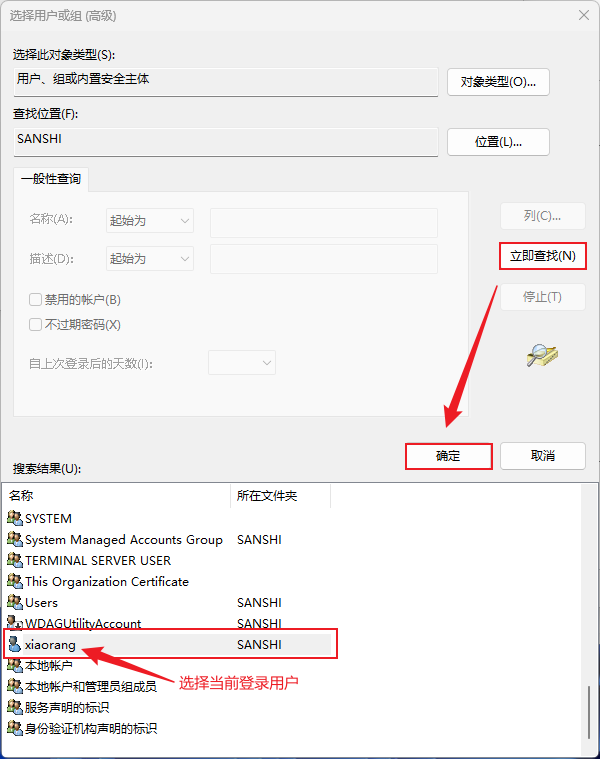 选择用户或组 (高级)
选择此对象类型(S):
用户、组或内置安全主体
对象类型(O)...
查找位置(F):
SANSHI
位置(L)...
一般性查询
名称(A):
起始为
列(C)...
描述(D):
起始为
立即查找(N)
禁用的帐户(B)
停止(T)
不过期密码(X)
自上次登录后的天数(I):
确定
取消
搜索结果(U):
名称 所在文件夹
SYSTEM
System Managed Accounts Group SANSHI
TERMINAL SERVER USER
This Organization Certificate
Users SANSHI
WDAGUtilityAccount SANSHI
xiaorang SANSHI
本地帐户
选择当前登录用户
本地帐户和管理员组成员
服务声明的标识
身份验证机构声明的标识